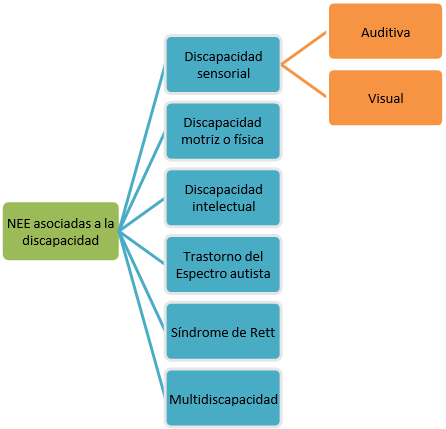 NEE asociadas a la
discapacidad
Discapacidad
sensorial
Auditiva
Visual
Discapacidad
motriz o física
Discapacidad
intelectual
Trastorno del
Espectro autista
Síndrome de Rett
Multidiscapacidad